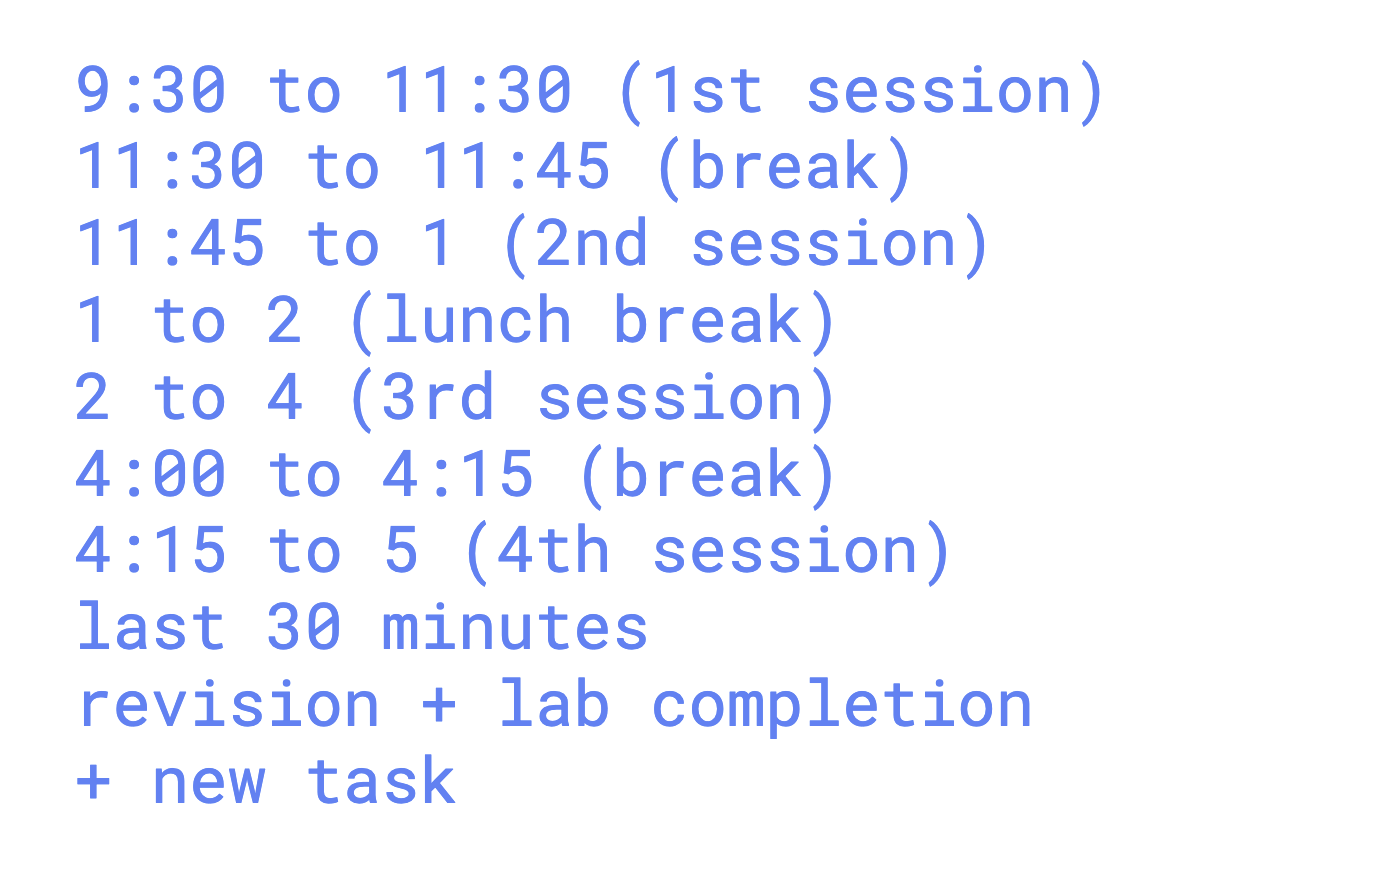 9:30 to 11:30 (1st session)
11:30 to 11:45 (break)
11:45 to 1 (2nd session)
1 to 2 (lunch break)
2 to 4 (3rd session)
4:00 to 4:15 (break)
4:15 to 5 (4th session)
last 30 minutes
revision + lab completion
+ new task